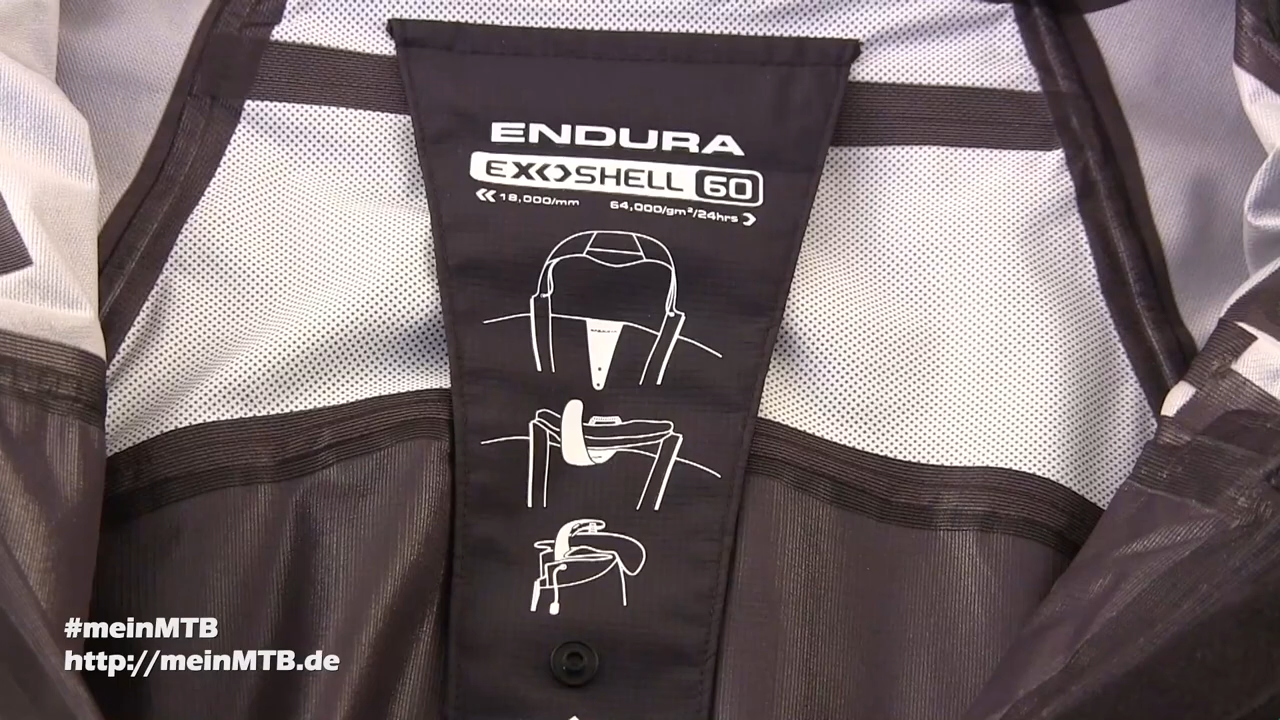 ENDURA
EXOSHELL 60
18,000/mm 64,000/gm²/24hrs
#meinMTB
http://meinMTB.de